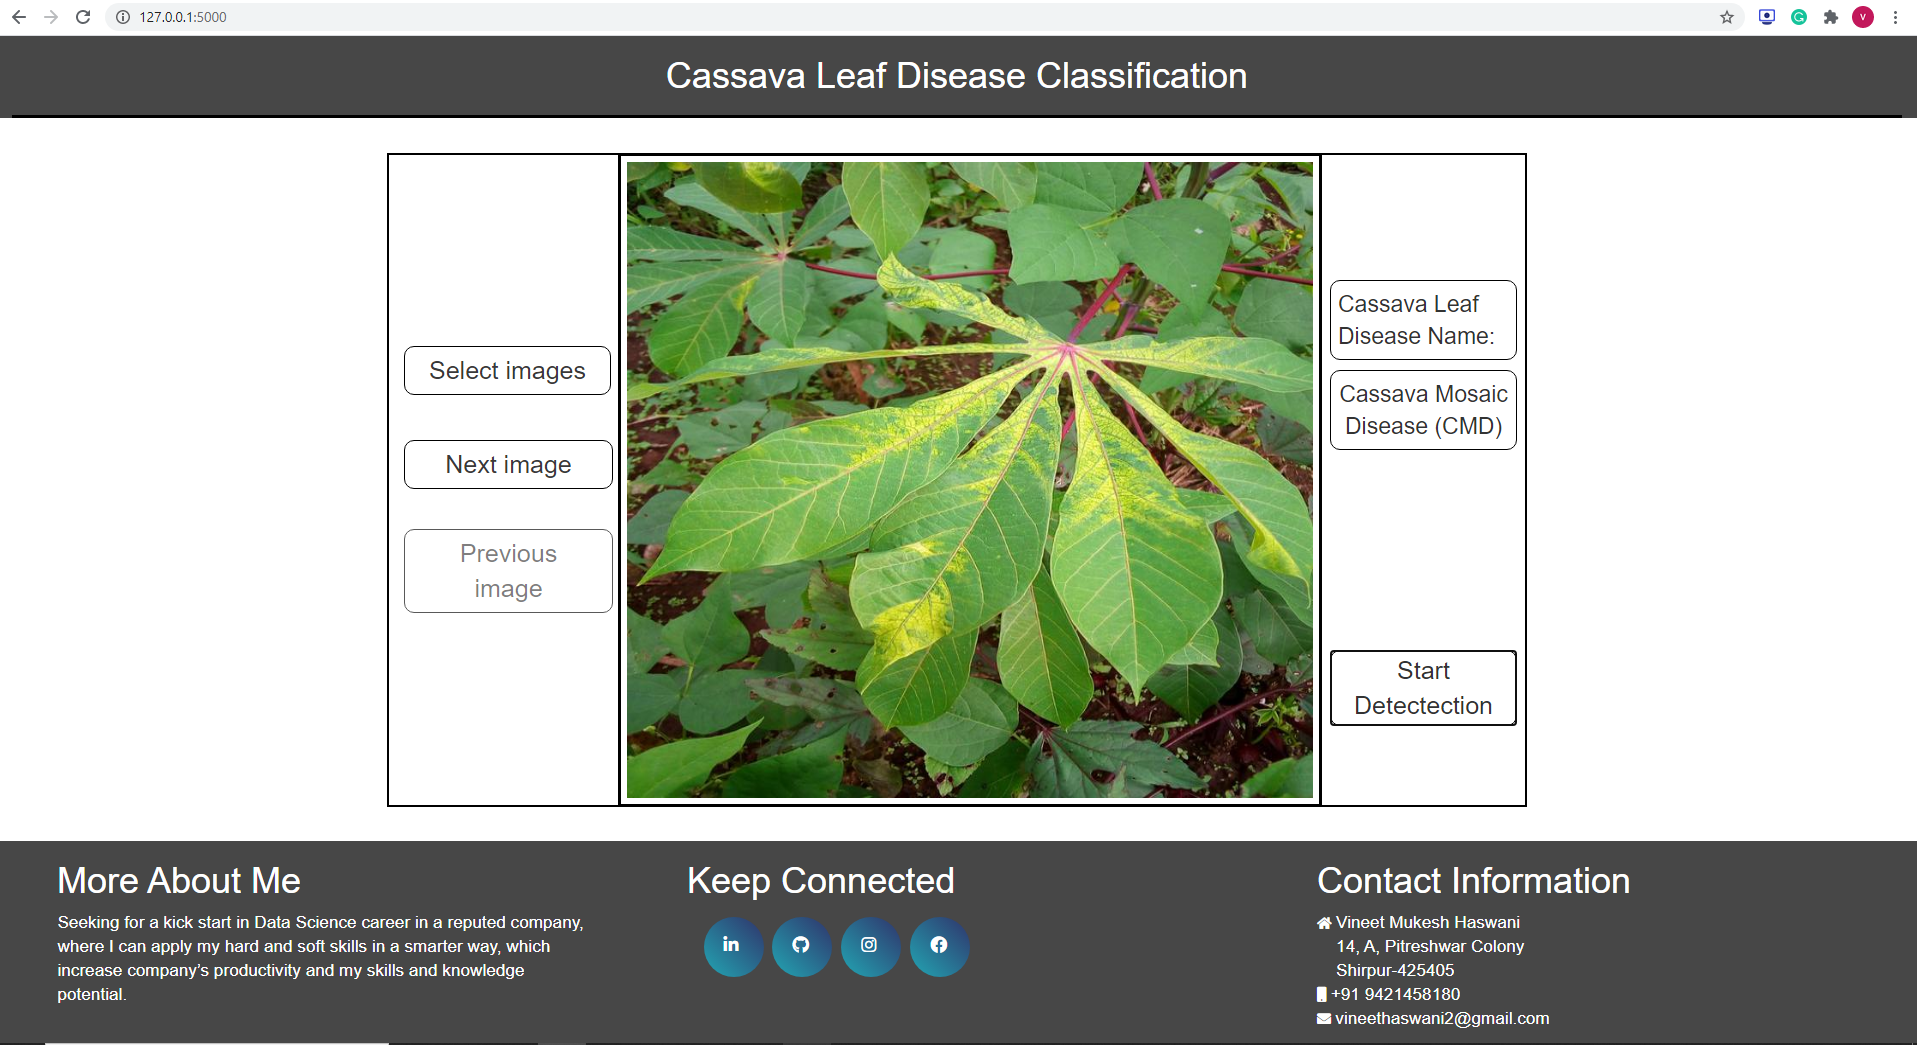 127.0.0.1:5000
V
Cassava Leaf Disease Classification
Select images
Next image
Previous
image
Cassava Leaf
Disease Name:
Cassava Mosaic
Disease (CMD)
Start
Detectection
More About Me
Seeking for a kick start in Data Science career in a reputed company,
where I can apply my hard and soft skills in a smarter way, which
increase company's productivity and my skills and knowledge
potential.
Keep Connected
in
Contact Information
Vineet Mukesh Haswani
14, A, Pitreshwar Colony
Shirpur-425405
+91 9421458180
vineethaswani2@gmail.com